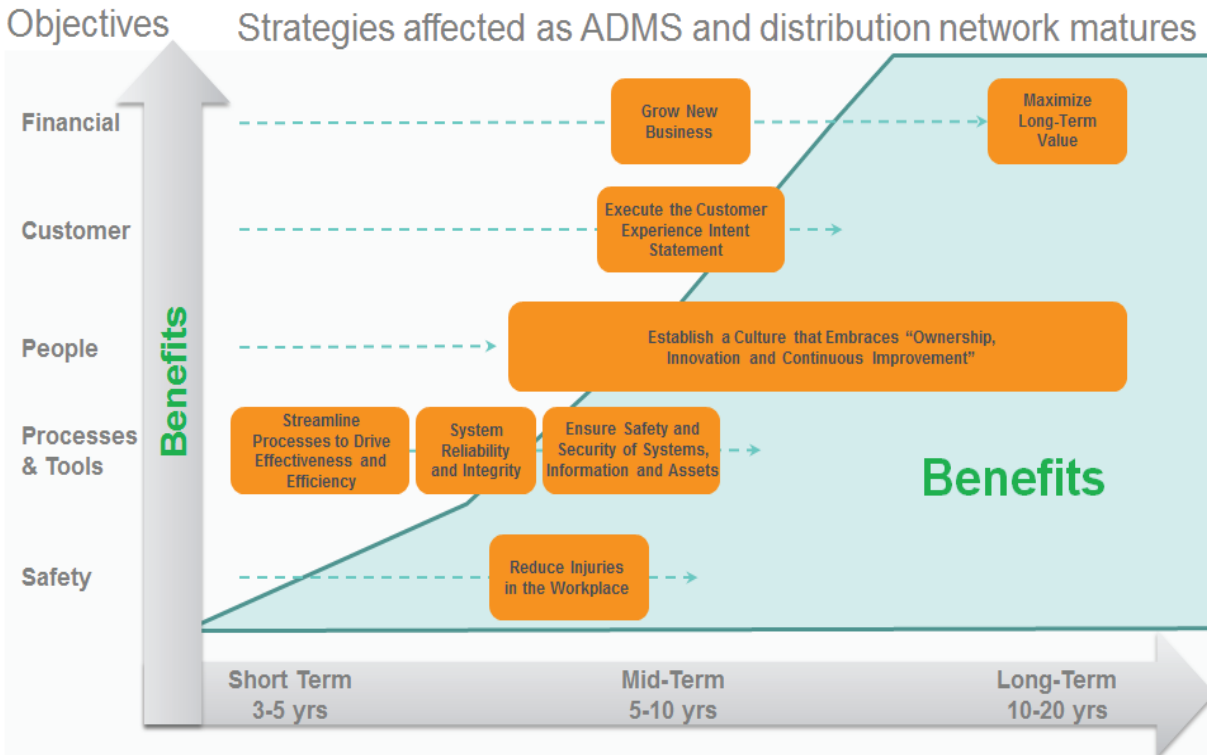 Objectives
Strategies affected as ADMS and distribution network matures
Financial
Grow New
Business
Maximize
Long-Term
Value
Customer
Execute the Customer
Experience Intent
Statement
People
Establish a Culture that Embraces “Ownership,
Innovation and Continuous Improvement”
Benefits
Processes
& Tools
Streamline
Processes to Drive
Effectiveness and
Efficiency
System
Reliability
and Integrity
Ensure Safety and
Security of Systems,
Information and Assets
Benefits
Safety
Reduce Injuries
in the Workplace
Short Term
3-5 yrs
Mid-Term
5-10 yrs
Long-Term
10-20 yrs